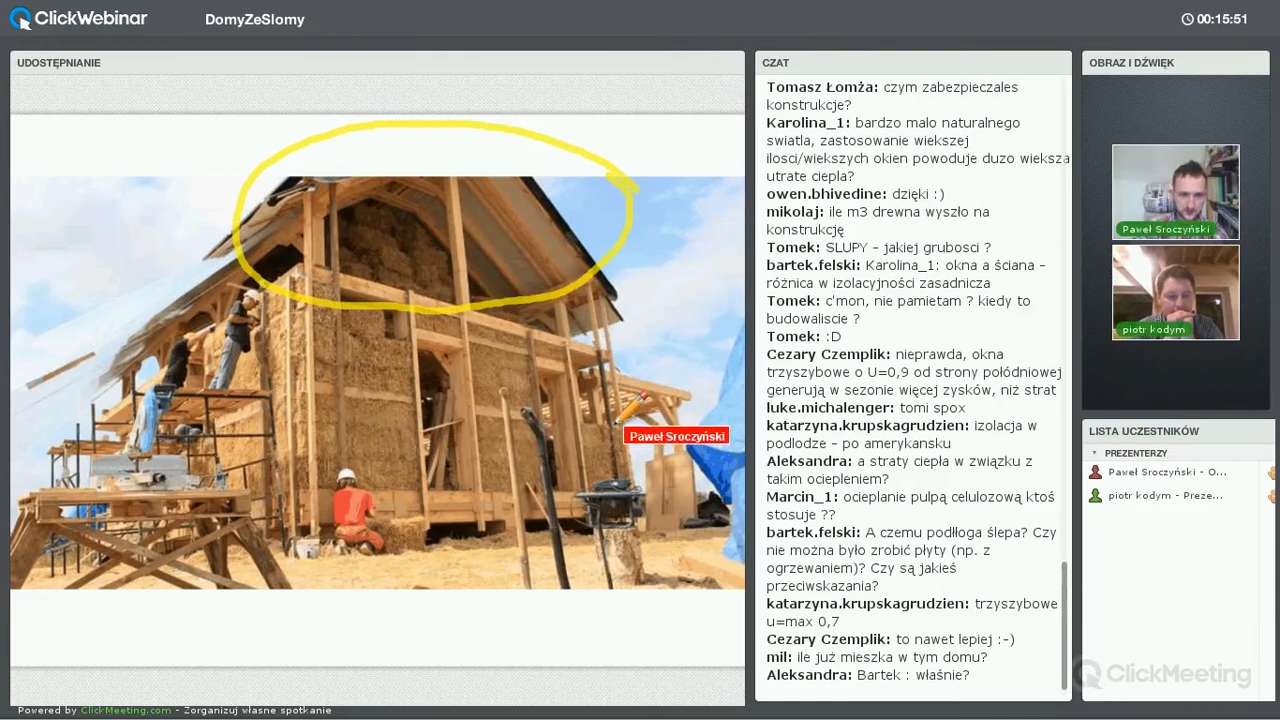 ClickWebinar
DomyZeSlomy
00:15:51
UDOSTĘPNIANIE
Paweł Sroczyński
CZAT
Tomasz Łomża: czym zabezpieczales
konstrukcje?
Karolina_1: bardzo malo naturalnego
swiatla, zastosowanie wiekszej
ilosci/wiekszych okien powoduje duzo wieksza
utrate ciepla?
owen.bhivedine: dzięki :)
mikolaj: ile m3 drewna wyszło na
konstrukcję
Tomek: SLUPY - jakiej grubosci ?
bartek.felski: Karolina_1: okna a ściana -
różnica w izolacyjności zasadnicza
Tomek: c'mon, nie pamietam ? kiedy to
budowaliscie ?
Tomek: :D
Cezary Czemplik: nieprawda, okna
trzyszybowe o U=0,9 od strony południowej
generują w sezonie więcej zysków, niż strat
luke.michalenger: tomi spox
katarzyna.krupskagrudzien: izolacja w
podlodze - po amerykansku
Aleksandra: a straty ciepła w związku z
takim ociepleniem?
Marcin_1: ocieplanie pulpą celulozową ktoś
stosuje ??
bartek.felski: A czemu podłłoga ślepa? Czy
nie można było zrobić płyty (np. z
ogrzewaniem)? Czy są jakieś
przeciwskazania?
katarzyna.krupskagrudzien: trzyszybowe
u=max 0,7
Cezary Czemplik: to nawet lepiej :-)
mil: ile już mieszka w tym domu?
Aleksandra: Bartek : właśnie?
OBRAZ I DŹWIĘK
Paweł Sroczyński
piotr kodym
LISTA UCZESTNIKÓW
PREZENTERZY
Paweł Sroczyński - O...
piotr kodym - Preze...
ClickMeeting
Powered by ClickMeeting.com - Zorganizuj własne spotkanie